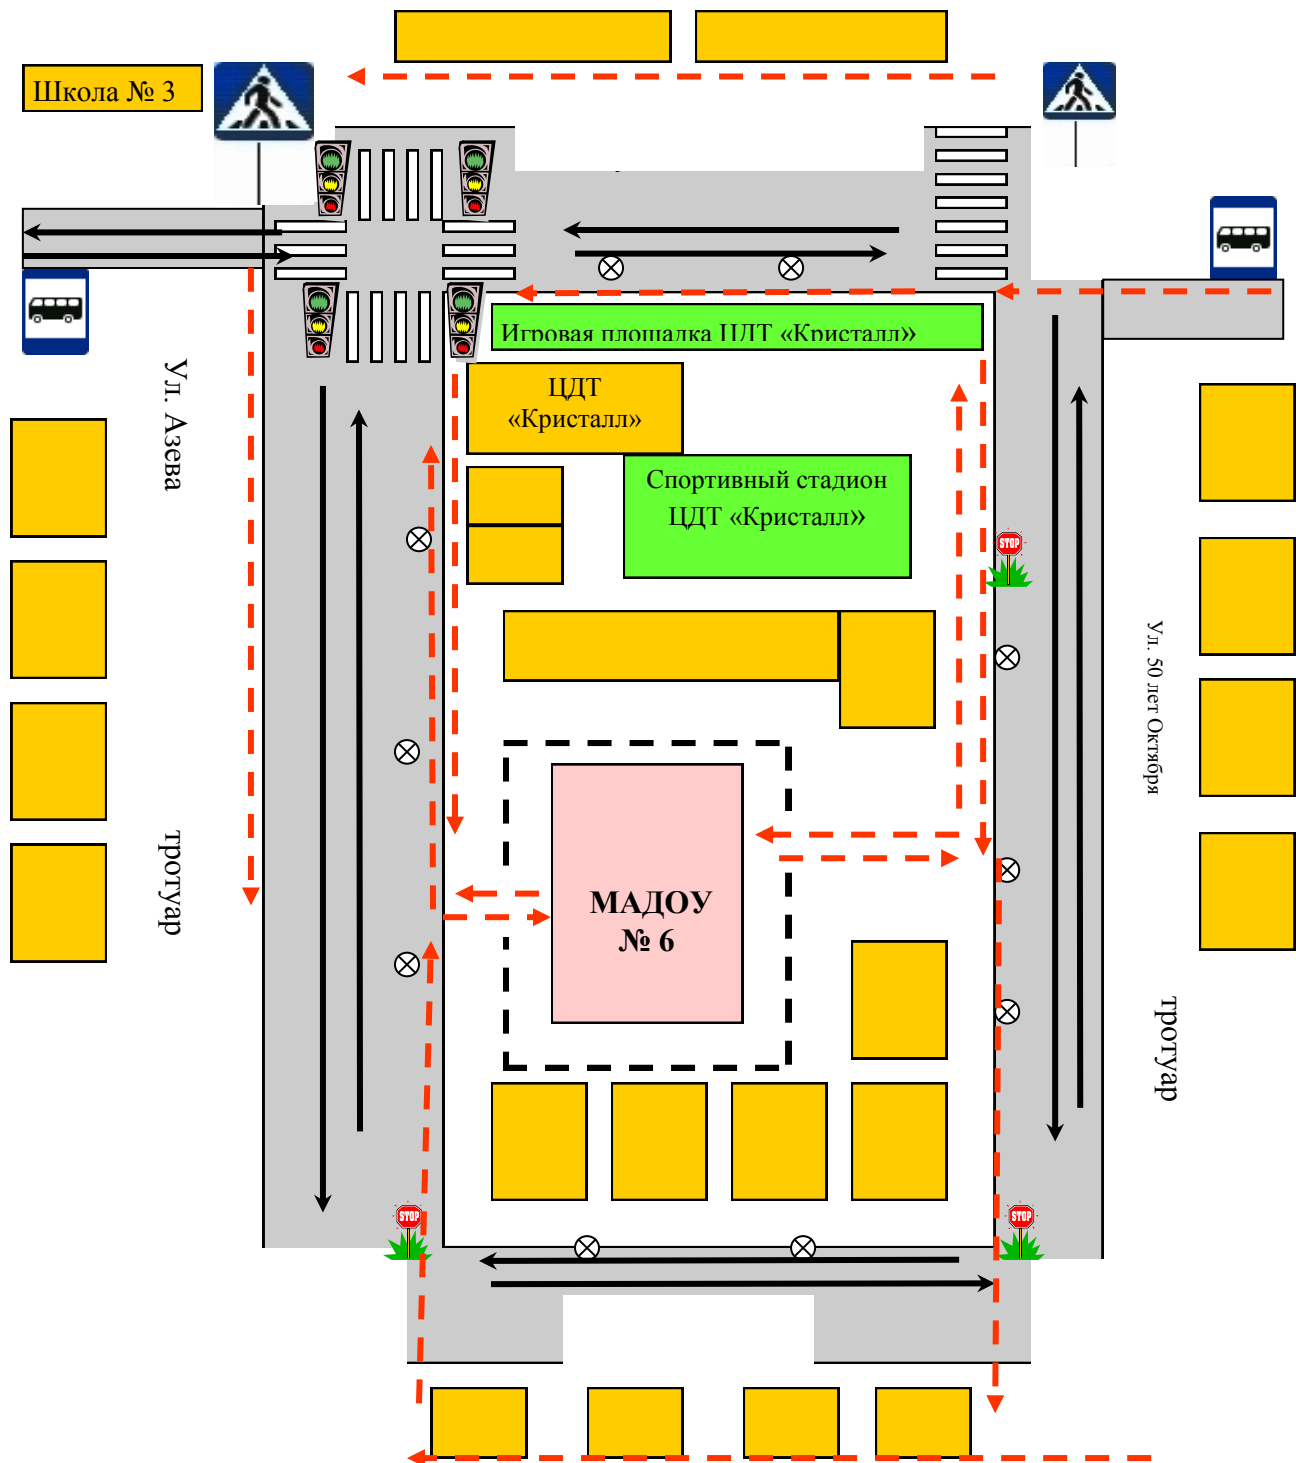 Школа № 3
Игровая площадка ЦДТ «Кристалл»
ЦДТ
«Кристалл»
Спортивный стадион
ЦДТ «Кристалл»
Ул. Азева
STOP
Ул. 50 лет Октября
тротуар
МАДОУ
№ 6
тротуар
STOP
STOP